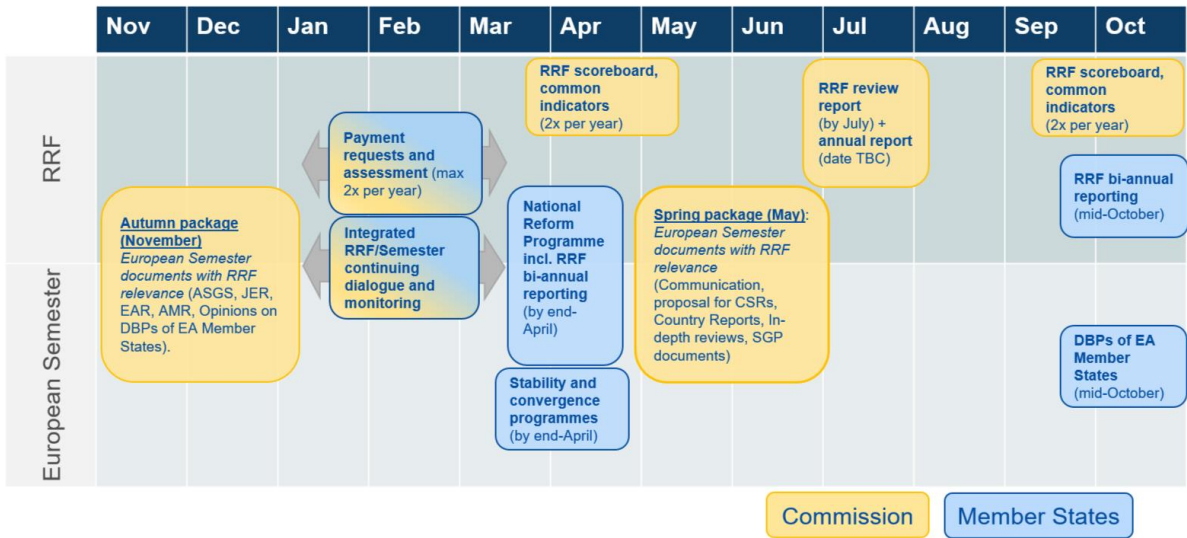 Nov Dec Jan Feb Mar Apr May Jun Jul Aug Sep Oct
RRF
European Semester
Autumn package
(November)
European Semester
documents with RRF
relevance (ASGS, JER,
EAR, AMR, Opinions on
DBPs of EA Member
States).
Payment
requests and
assessment (max
2x per year)
Integrated
RRF/Semester
continuing
dialogue and
monitoring
RRF scoreboard,
common
indicators
(2x per year)
National
Reform
Programme
incl. RRF
bi-annual
reporting
(by end-
April)
Stability and
convergence
programmes
(by end-April)
Spring package (May):
European Semester
documents with RRF
relevance
(Communication,
proposal for CSRs,
Country Reports, In-
depth reviews, SGP
documents)
RRF review
report
(by July) +
annual report
(date TBC)
RRF scoreboard,
common
indicators
(2x per year)
RRF bi-annual
reporting
(mid-October)
DBPs of EA
Member
States
(mid-October)
Commission
Member States